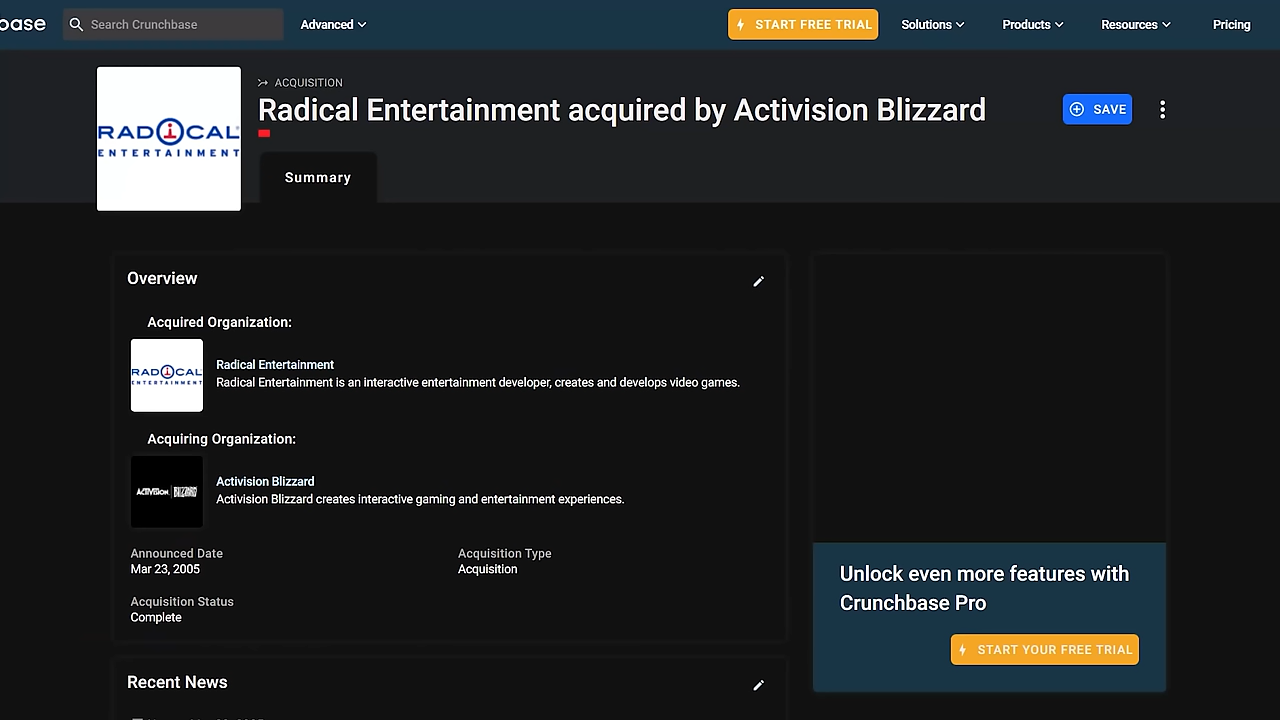 base
Search Crunchbase
Advanced
START FREE TRIAL
Solutions
Products
Resources
Pricing
RADICAL
ENTERTAINMENT
ACQUISITION
Radical Entertainment acquired by Activision Blizzard
SAVE
Summary
Overview
Acquired Organization:
RADICAL
ENTERTAINMENT
Radical Entertainment
Radical Entertainment is an interactive entertainment developer, creates and develops video games.
Acquiring Organization:
ACTIVISION BLIZZARD
Activision Blizzard
Activision Blizzard creates interactive gaming and entertainment experiences.
Announced Date
Mar 23, 2005
Acquisition Type
Acquisition
Acquisition Status
Complete
Unlock even more features with
Crunchbase Pro
START YOUR FREE TRIAL
Recent News